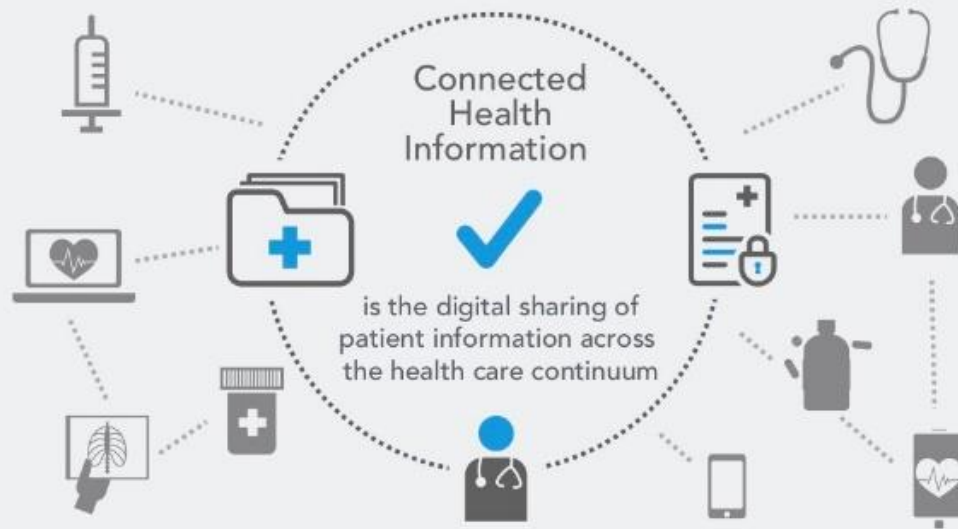 Connected
Health
Information
is the digital sharing of
patient information across
the health care continuum